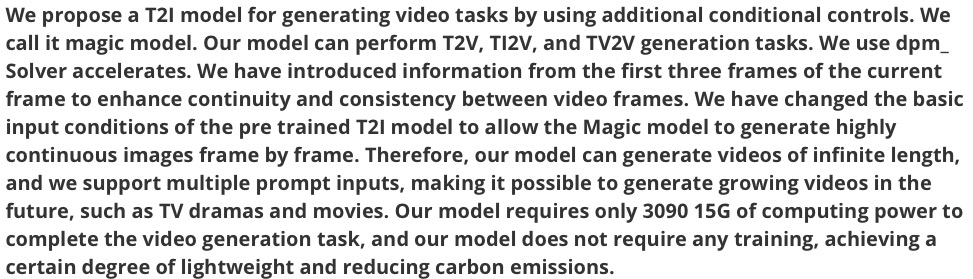 We propose a T2I model for generating video tasks by using additional conditional controls. We
call it magic model. Our model can perform T2V, TI2V, and TV2V generation tasks. We use dpm_
Solver accelerates. We have introduced information from the first three frames of the current
frame to enhance continuity and consistency between video frames. We have changed the basic
input conditions of the pre trained T2I model to allow the Magic model to generate highly
continuous images frame by frame. Therefore, our model can generate videos of infinite length,
and we support multiple prompt inputs, making it possible to generate growing videos in the
future, such as TV dramas and movies. Our model requires only 3090 15G of computing power to
complete the video generation task, and our model does not require any training, achieving a
certain degree of lightweight and reducing carbon emissions.